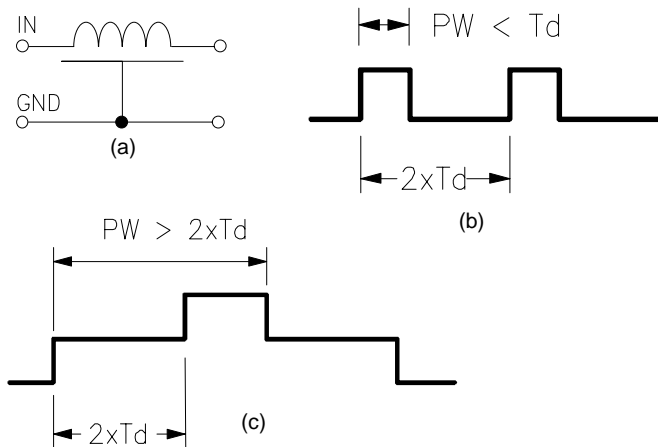 IN
GND
(a)
PW < Td
2xTd
(b)
PW > 2xTd
2xTd
(c)